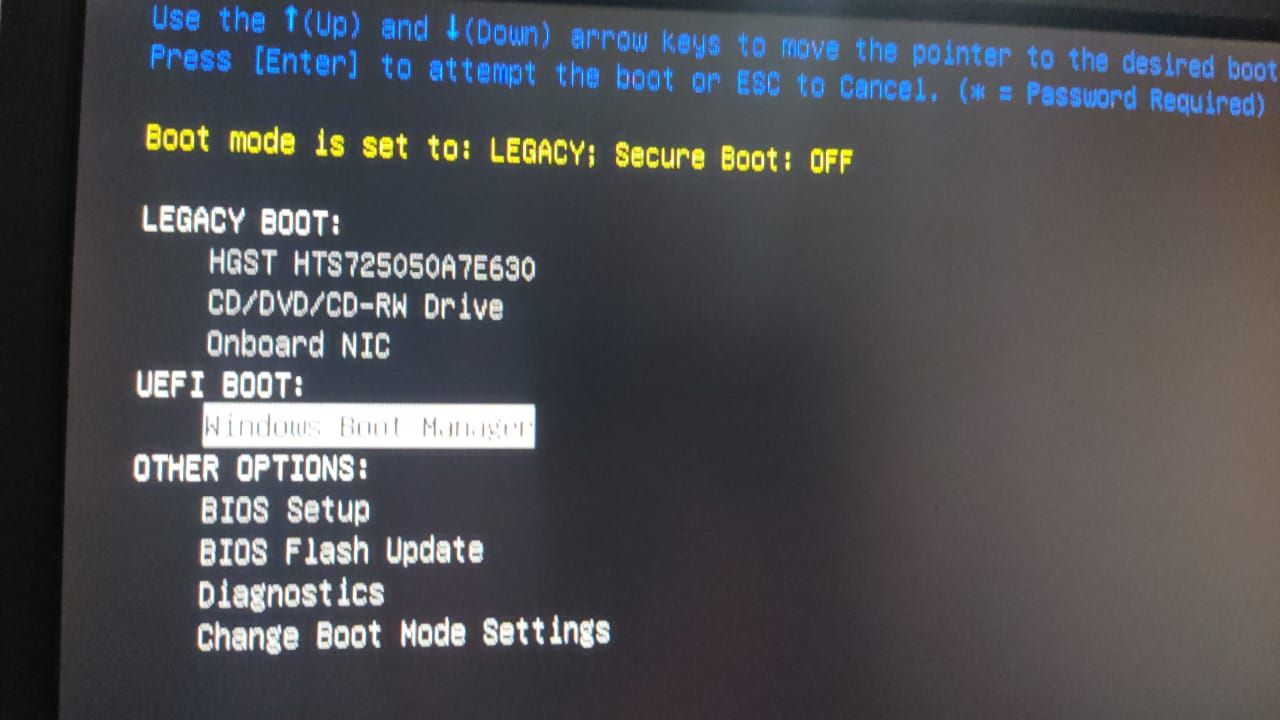 Use the ↑(Up) and ↓(Down) arrow keys to move the pointer to the desired boot
Press [Enter] to attempt the boot or ESC to Cancel. (* = Password Required)
Boot mode is set to: LEGACY; Secure Boot: OFF
LEGACY BOOT:
HGST HTS725050A7E630
CD/DVD/CD-RW Drive
Onboard NIC
UEFI BOOT:
Windows Boot Manager
OTHER OPTIONS:
BIOS Setup
BIOS Flash Update
Diagnostics
Change Boot Mode Settings